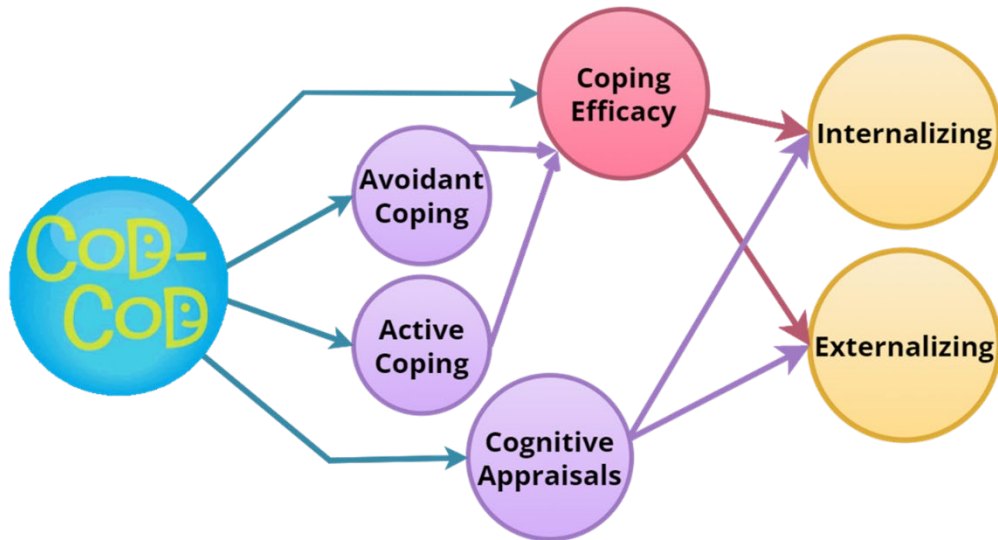 Coping
Efficacy
Internalizing
Avoidant
Coping
COD-
COD
Active
Coping
Externalizing
Cognitive
Appraisals